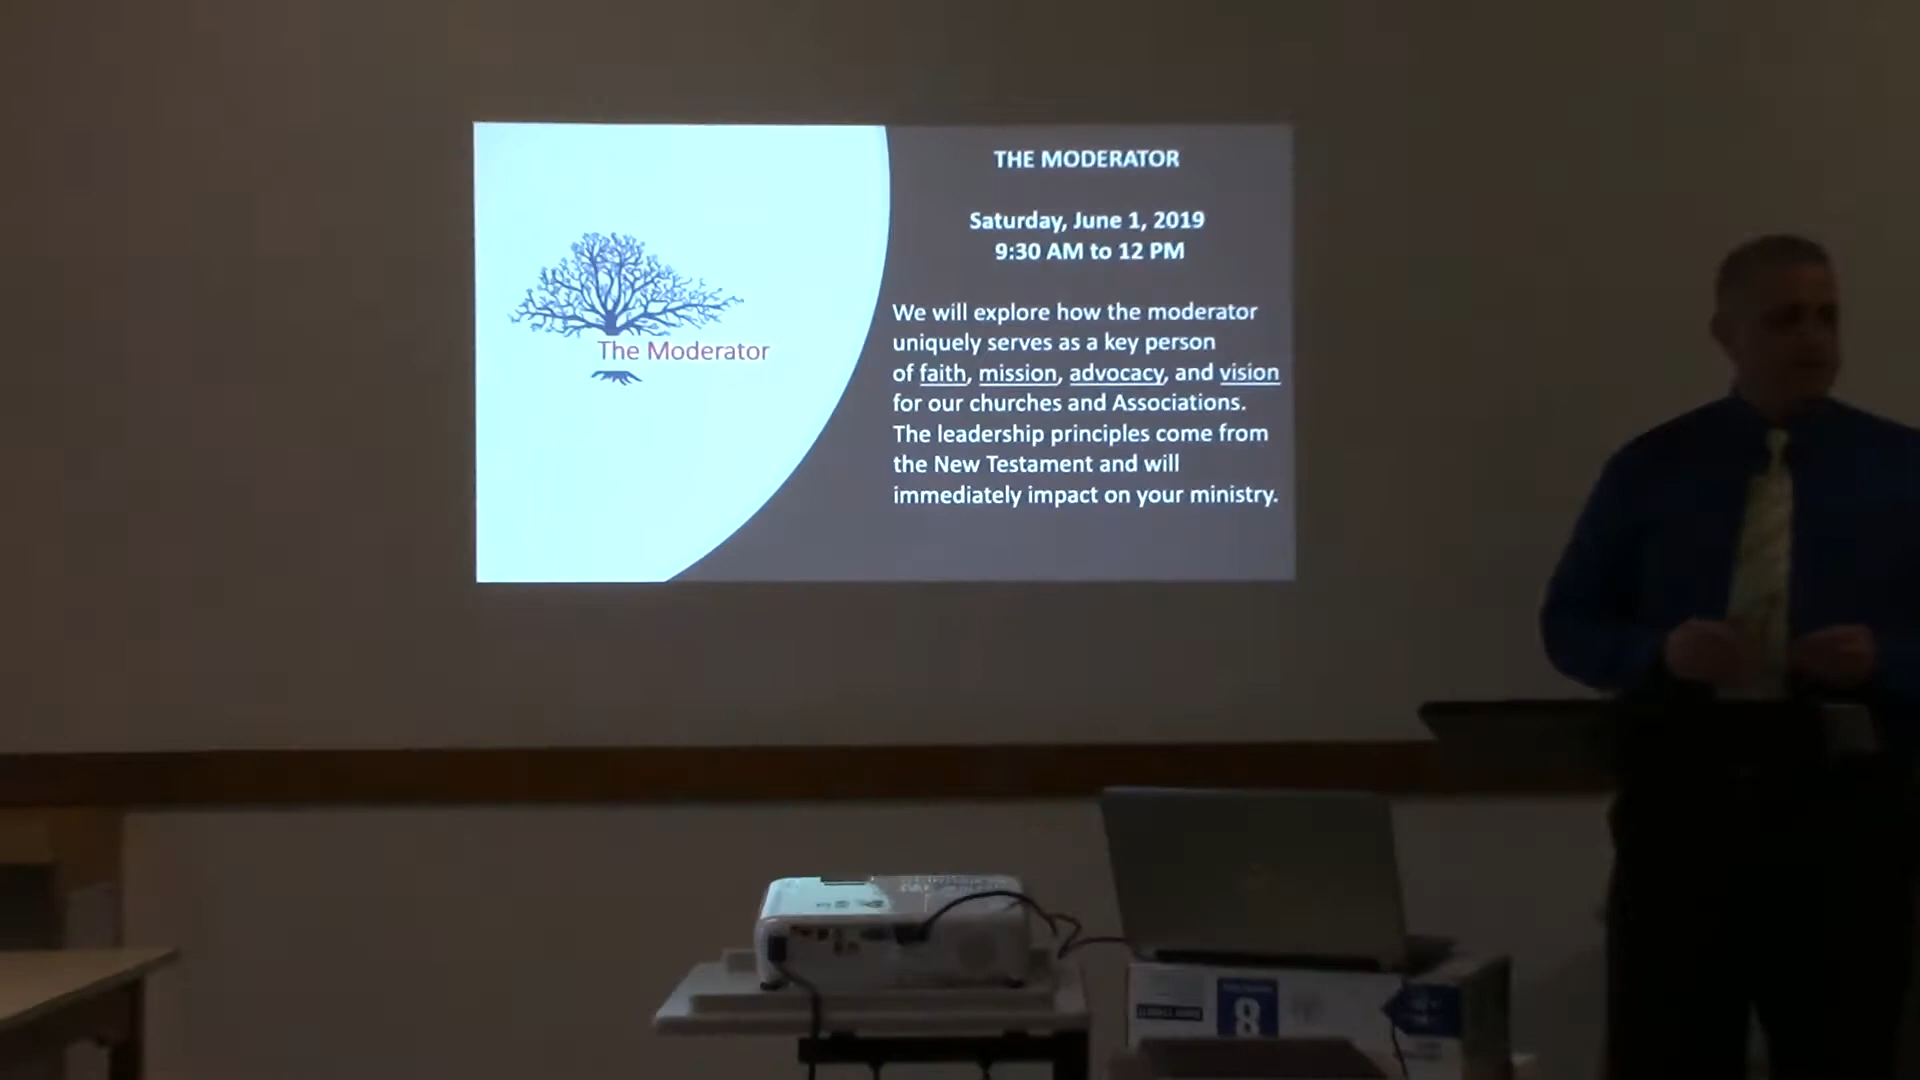 THE MODERATOR
Saturday, June 1, 2019
9:30 AM to 12 PM
We will explore how the moderator
uniquely serves as a key person
of faith, mission, advocacy, and vision
for our churches and Associations.
The leadership principles come from
the New Testament and will
immediately impact on your ministry.
The Moderator
8